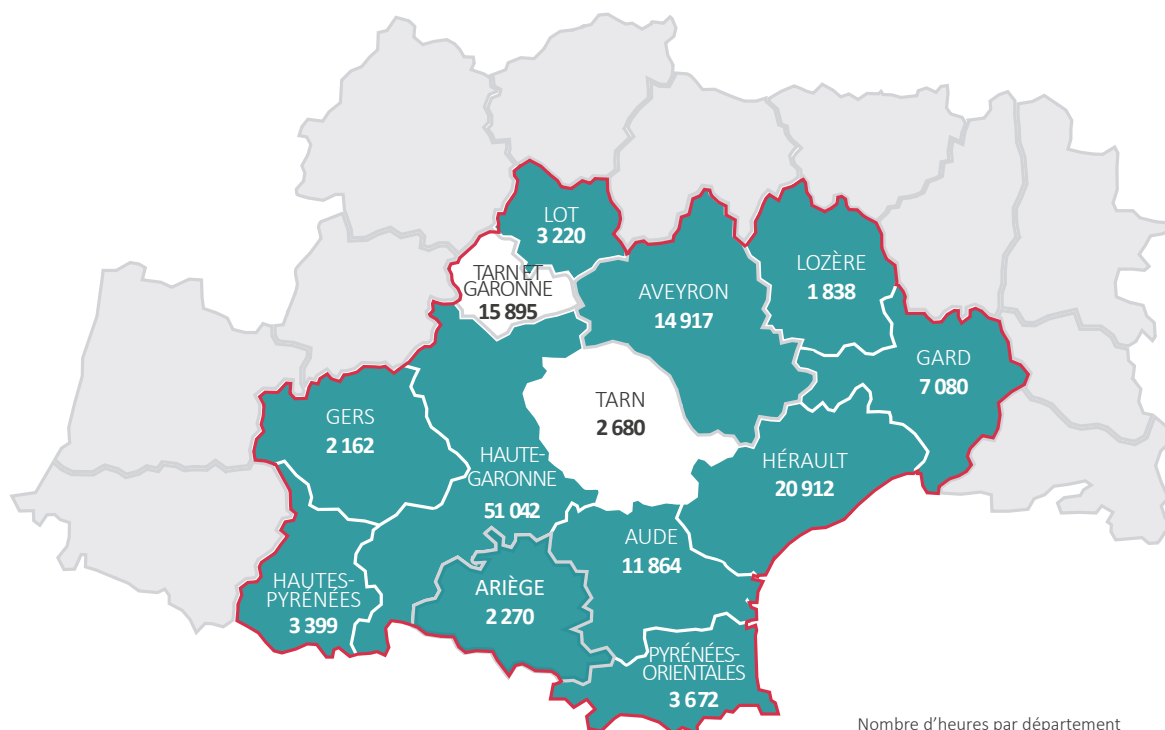 LOT
3 220
TARN ET
GARONNE
15 895
AVEYRON
14 917
LOZÈRE
1 838
GARD
7 080
TARN
2 680
GERS
2 162
HAUTE-
GARONNE
51 042
HÉRAULT
20 912
AUDE
11 864
HAUTES-
PYRÉNÉES
3 399
ARIÈGE
2 270
PYRÉNÉES-
ORIENTALES
3 672
Nombre d’heures par département